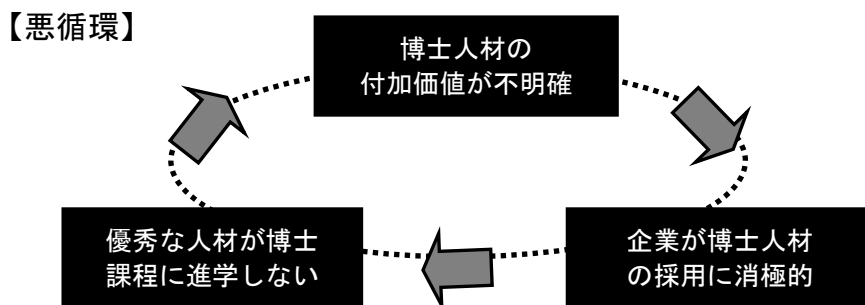 【悪循環】
博士人材の
付加価値が不明確
優秀な人材が博士
課程に進学しない
企業が博士人材
の採用に消極的